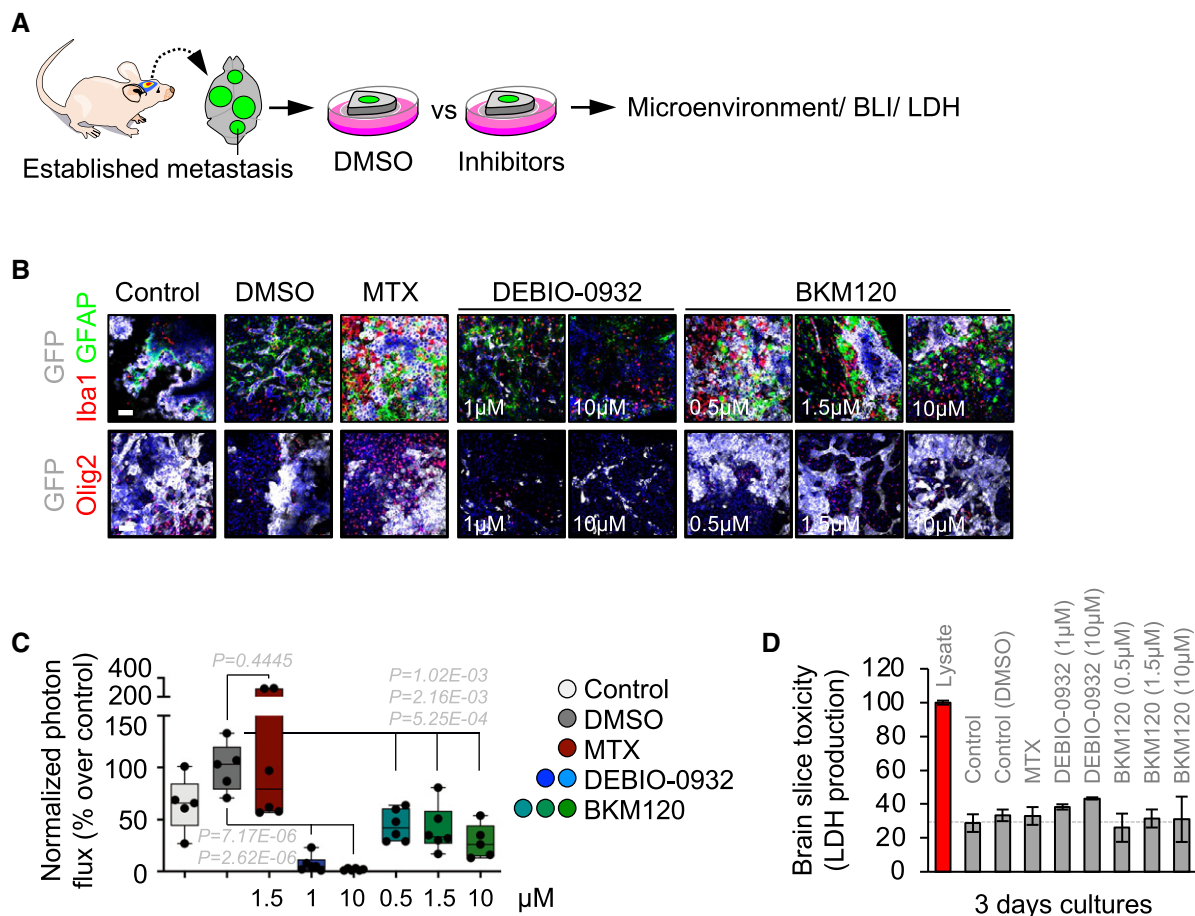 A
Established metastasis
DMSO
vs
Inhibitors
Microenvironment/ BLI/ LDH
B
Control
DMSO
MTX
DEBIO-0932
BKM120
GFP
Iba1 GFAP
1µM
10µM
0.5µM
1.5µM
10µM
GFP
Olig2
1µM
10µM
0.5µM
1.5µM
10µM
C
Normalized photon
flux (% over control)
400
200
150
100
50
0
P=0.4445
P=1.02E-03
P=2.16E-03
P=5.25E-04
P=7.17E-06
P=2.62E-06
1.5
1
10
0.5
1.5
10
µM
Control
DMSO
MTX
DEBIO-0932
BKM120
D
Brain slice toxicity
(LDH production)
120
100
80
60
40
20
0
Lysate
Control
Control (DMSO)
MTX
DEBIO-0932 (1µM)
DEBIO-0932 (10µM)
BKM120 (0.5µM)
BKM120 (1.5µM)
BKM120 (10µM)
3 days cultures